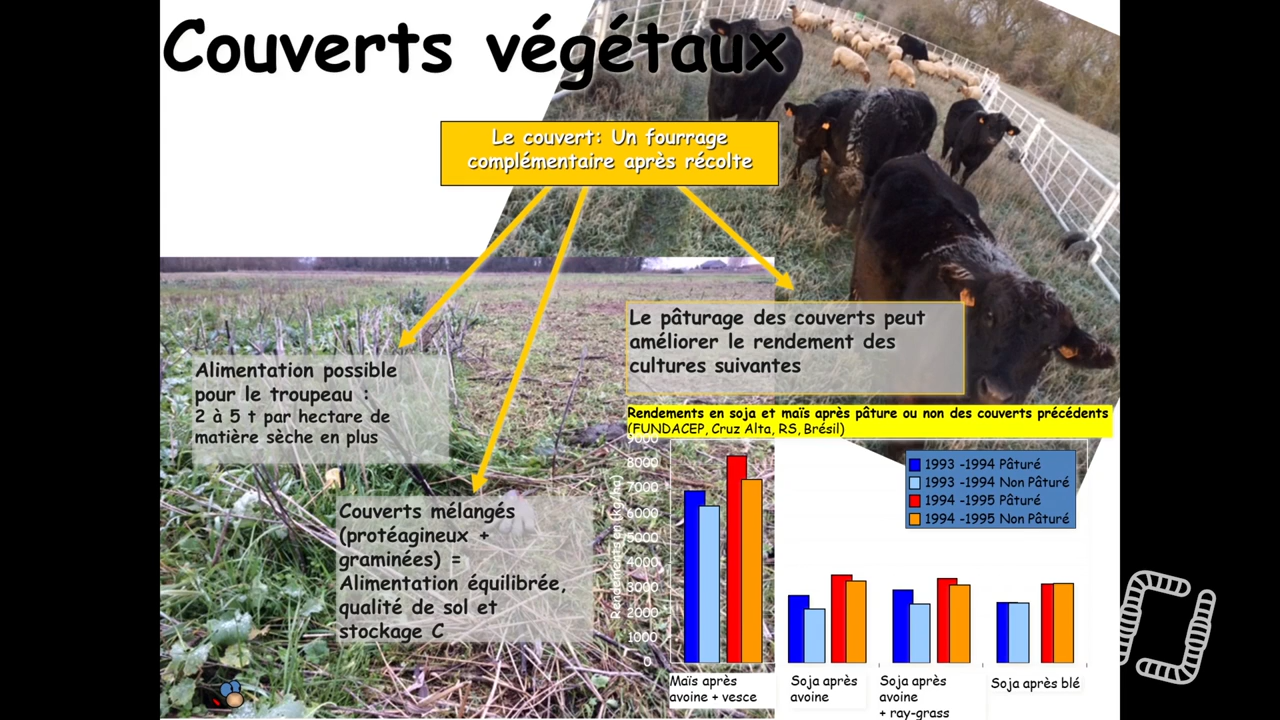 Couverts végétaux
Le couvert: Un fourrage
complémentaire après récolte
Le pâturage des couverts peut
améliorer le rendement des
cultures suivantes
Alimentation possible
pour le troupeau :
2 à 5 t par hectare de
matière sèche en plus
Couverts mélangés
(protéagineux +
graminées) =
Alimentation équilibrée,
qualité de sol et
stockage C
Rendements en soja et maïs après pâture ou non des couverts précédents
(FUNDACEP, Cruz Alta, RS, Brésil)
Rendements en (kg/ha)
9000
8000
7000
6000
5000
4000
3000
2000
1000
0
1993 -1994 Pâturé
1993 -1994 Non Pâturé
1994 -1995 Pâturé
1994 -1995 Non Pâturé
Maïs après
avoine + vesce
Soja après
avoine
Soja après
avoine
+ ray-grass
Soja après blé